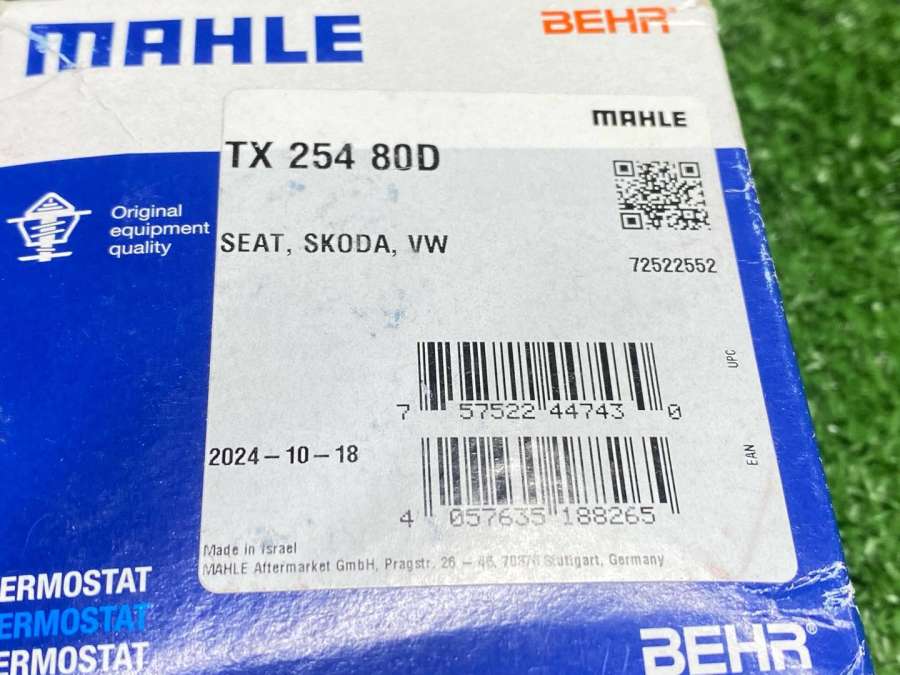 MAHLE
BEHR®
MAHLE
TX 254 80D
Original
equipment
quality
SEAT, SKODA, VW
72522552
UPC
7 57522 44743 0
2024-10-18
EAN
4 057635 188265
Made in Israel
MAHLE Aftermarket GmbH, Pragstr. 26 - 46, 70376 Stuttgart, Germany
ERMOSTAT
ERMOSTAT
ERMOSTAT
BEHR®